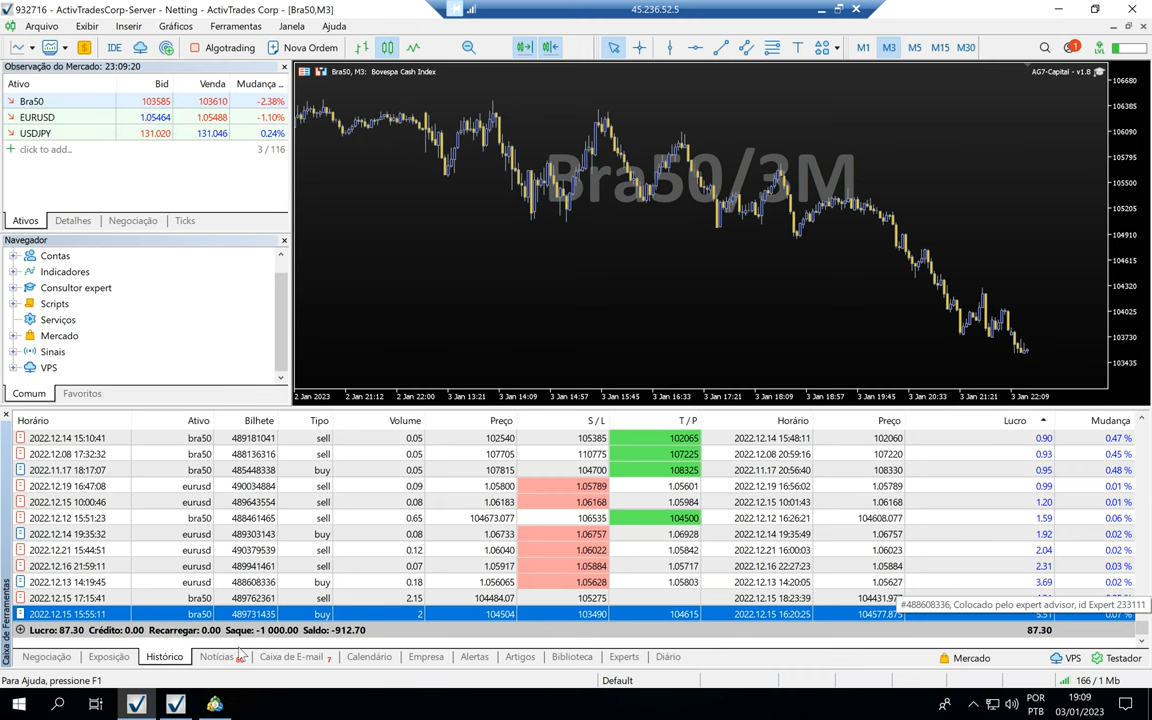 932716 - ActivTradesCorp-Server - Netting - ActivTrades Corp - [Bra50,M3]
45.236.52.5
Arquivo Exibir Inserir Gráficos Ferramentas Janela Ajuda
IDE Algotrading Nova Ordem M1 M3 M5 M15 M30 1 LVL
Observação do Mercado: 23:09:20
Ativo Bid Venda Mudança ...
Bra50 103585 103610 -2.38%
EURUSD 1.05464 1.05488 -1.10%
USDJPY 131.020 131.046 0.24%
click to add... 3 / 116
Ativos Detalhes Negociação Ticks
Navegador
Contas
Indicadores
Consultor expert
Scripts
Serviços
Mercado
Sinais
VPS
Comum Favoritos
Bra50, M3: Bovespa Cash Index
AG7-Capital - v1.8
Bra50/3M
106680
106385
106090
105795
105500
105205
104910
104615
104320
104025
103730
103435
2 Jan 2023 2 Jan 21:12 2 Jan 22:00 3 Jan 14:09 3 Jan 14:57 3 Jan 15:45 3 Jan 16:33 3 Jan 17:21 3 Jan 18:09 3 Jan 18:57 3 Jan 19:45 3 Jan 20:33 3 Jan 21:21 3 Jan 22:09
Horário Ativo Bilhete Tipo Volume Preço S / L T / P Horário Preço Lucro Mudança
2022.12.14 15:10:41 bra50 489181041 sell 0.05 102540 105385 102065 2022.12.14 15:48:11 102060 0.90 0.47 %
2022.12.08 17:32:32 bra50 488136316 sell 0.05 107705 110775 107225 2022.12.08 20:59:16 107220 0.93 0.45 %
2022.11.17 18:17:07 bra50 485448338 buy 0.05 107815 104700 108325 2022.11.17 20:56:40 108330 0.95 0.48 %
2022.12.19 16:47:08 eurusd 490034884 sell 0.09 1.05800 1.05789 1.05601 2022.12.19 16:56:02 1.05789 0.99 0.01 %
2022.12.15 10:00:46 eurusd 489643554 sell 0.08 1.06183 1.06168 1.05984 2022.12.15 10:01:43 1.06168 1.20 0.01 %
2022.12.12 15:51:23 bra50 488461465 sell 0.65 104673.077 106535 104500 2022.12.12 16:26:21 104608.077 1.59 0.06 %
2022.12.14 19:35:32 eurusd 489303143 buy 0.08 1.06733 1.06757 1.06928 2022.12.14 19:35:49 1.06757 1.92 0.02 %
2022.12.21 15:44:51 eurusd 490379539 sell 0.12 1.06040 1.06022 1.05842 2022.12.21 16:00:03 1.06023 2.04 0.02 %
2022.12.16 21:59:11 eurusd 489941461 sell 0.07 1.05917 1.05884 1.05717 2022.12.16 22:27:23 1.05884 2.31 0.03 %
2022.12.13 14:19:45 eurusd 488608336 buy 0.18 1.056065 1.05628 1.05803 2022.12.13 14:20:05 1.05627 3.69 0.02 %
2022.12.15 17:15:41 bra50 489762361 sell 2.15 104484.07 105275 2022.12.15 18:23:39
#488608336, Colocado pelo expert advisor, id Expert 233111
2022.12.15 15:55:11 bra50 489731435 buy 2 104504 103490 104615 2022.12.15 16:20:25 0.07 %
Lucro: 87.30 Crédito: 0.00 Recarregar: 0.00 Saque: -1 000.00 Saldo: -912.70 87.30
Caixa de Ferramentas
Negociação Exposição Histórico Notícias Caixa de E-mail 7 Calendário Empresa Alertas Artigos Biblioteca Experts Diário Mercado VPS Testador
Para Ajuda, pressione F1 Default 166 / 1 Mb
POR
PTB
19:09
03/01/2023